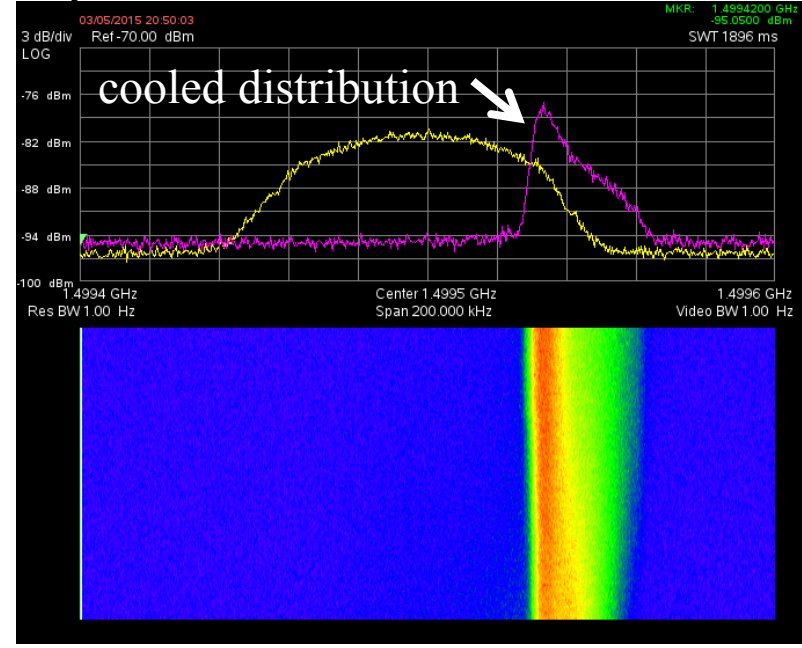 MKR: 1.4994200 GHz
03/05/2015 20:50:03
-95.0500 dBm
3 dB/div Ref-70.00 dBm
SWT 1896 ms
LOG
cooled distribution
-76 dBm
-82 dBm
-88 dBm
-94 dBm
-100 dBm
1.4994 GHz
Center 1.4995 GHz
1.4996 GHz
Res BW 1.00 Hz
Span 200.000 kHz
Video BW 1.00 Hz